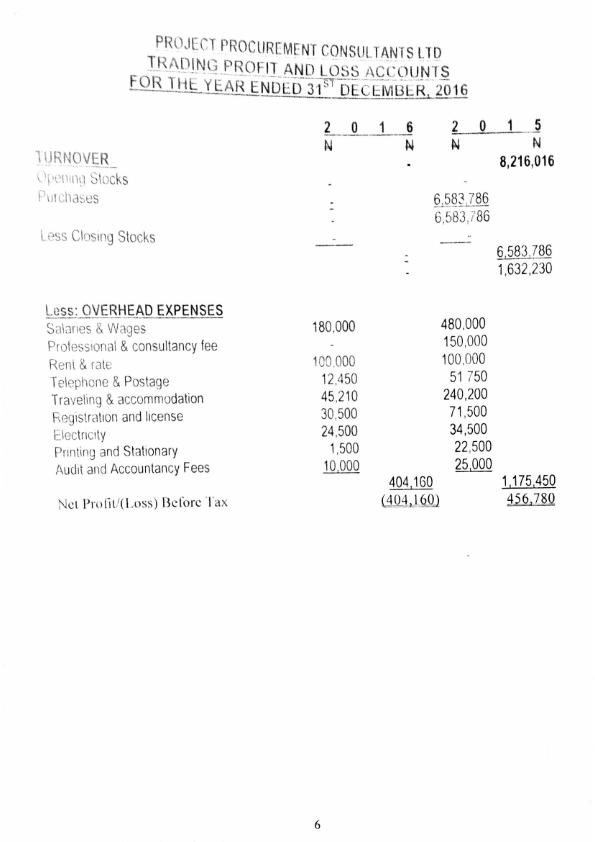 PROJECT PROCUREMENT CONSULTANTS LTD
TRADING PROFIT AND LOSS ACCOUNTS
FOR THE YEAR ENDED 31ST DECEMBER, 2016
2 0 1 6 2 0 1 5
N N N N
TURNOVER - 8,216,016
Opening Stocks - -
Purchases - 6,583,786
- 6,583,786
Less Closing Stocks - -
- 6,583,786
- 1,632,230
Less: OVERHEAD EXPENSES
Salaries & Wages 180,000 480,000
Professional & consultancy fee - 150,000
Rent & rate 100,000 100,000
Telephone & Postage 12,450 51 750
Traveling & accommodation 45,210 240,200
Registration and license 30,500 71,500
Electricity 24,500 34,500
Printing and Stationary 1,500 22,500
Audit and Accountancy Fees 10,000 25,000
404,160 1,175,450
Net Profit/(Loss) Before Tax (404,160) 456,780
6